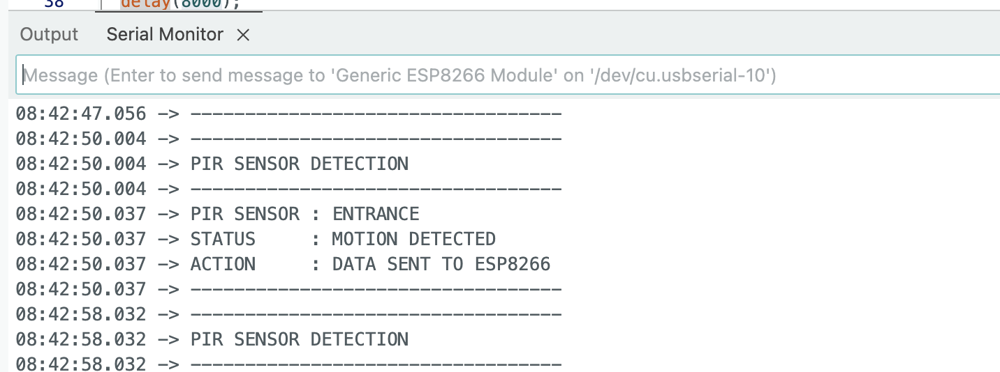 38 delay(8000);
Output Serial Monitor ×
Message (Enter to send message to 'Generic ESP8266 Module' on '/dev/cu.usbserial-10')
08:42:47.056 -> ----------------------------------
08:42:50.004 -> ----------------------------------
08:42:50.004 -> PIR SENSOR DETECTION
08:42:50.004 -> ----------------------------------
08:42:50.037 -> PIR SENSOR : ENTRANCE
08:42:50.037 -> STATUS     : MOTION DETECTED
08:42:50.037 -> ACTION     : DATA SENT TO ESP8266
08:42:50.037 -> ----------------------------------
08:42:58.032 -> ----------------------------------
08:42:58.032 -> PIR SENSOR DETECTION
08:42:58.032 -> ----------------------------------